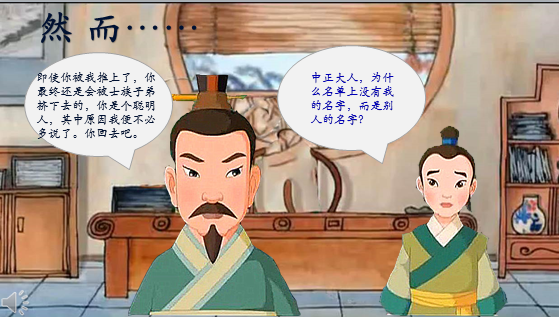 然 而······
即使你被我推上了，你
最终还是会被士族子弟
挤下去的，你是个聪明
人，其中原因我便不必
多说了。你回去吧。
中正大人，为什
么名单上没有我
的名字，而是别
人的名字？